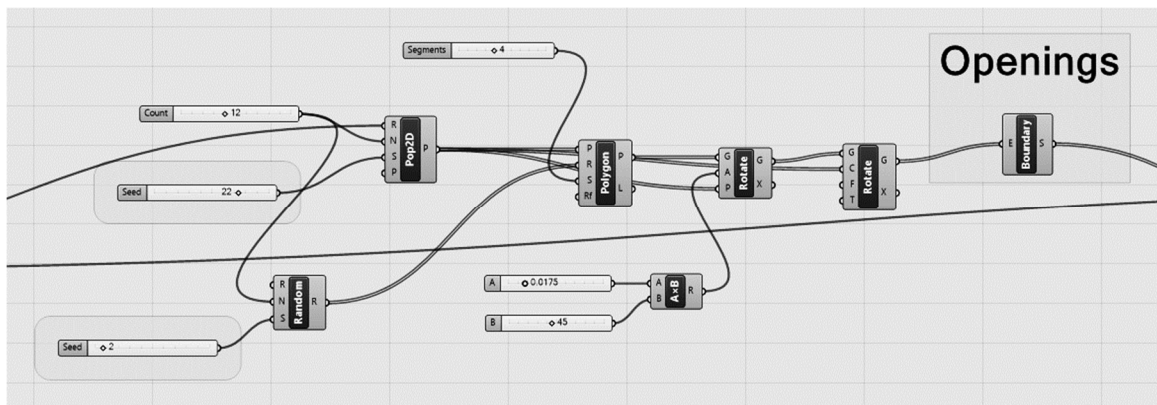 Openings
Segments 4
Count 12
Seed 22
R
N
S
P
Pop2D
P
P
R
S
Rf
Polygon
P
L
G
A
P
Rotate
G
X
G
C
F
T
Rotate
G
X
E
Boundary
S
R
N
S
Random
R
A 0.0175
B 45
A
B
A×B
R
Seed 2